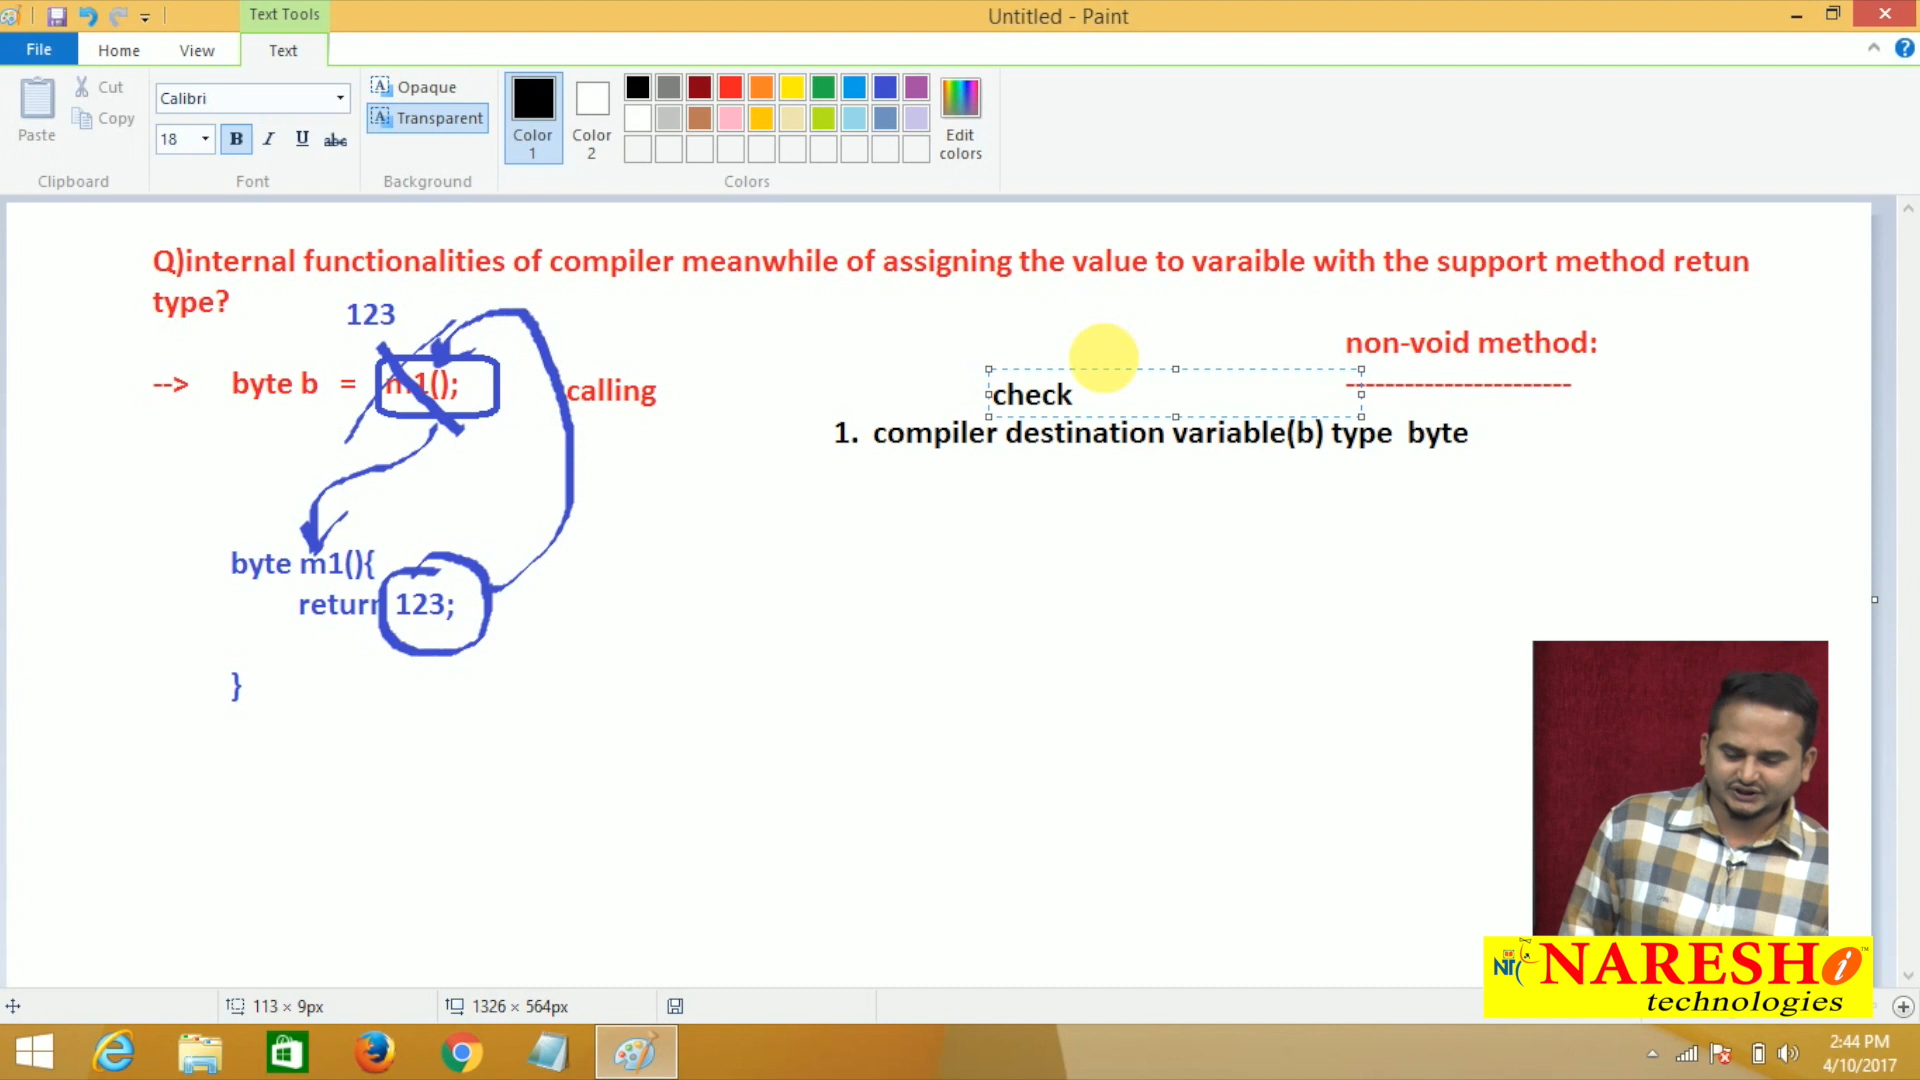 Text Tools
Untitled - Paint
File
Home
View
Text
Paste
Cut
Copy
Clipboard
Calibri
18
B
I
U
abc
Font
A Opaque
A Transparent
Background
Color
1
Color
2
Edit
colors
Colors
Q)internal functionalities of compiler meanwhile of assigning the value to varaible with the support method retun
type?
123
non-void method:
-----------------------
--> byte b = m1();
calling
check
1. compiler destination variable(b) type byte
byte m1(){
return 123;
}
NARESH i
technologies
113 × 9px
1326 × 564px
2:44 PM
4/10/2017